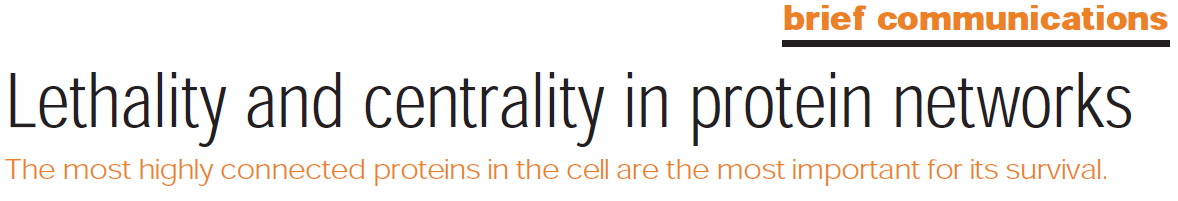 brief communications
Lethality and centrality in protein networks
The most highly connected proteins in the cell are the most important for its survival.